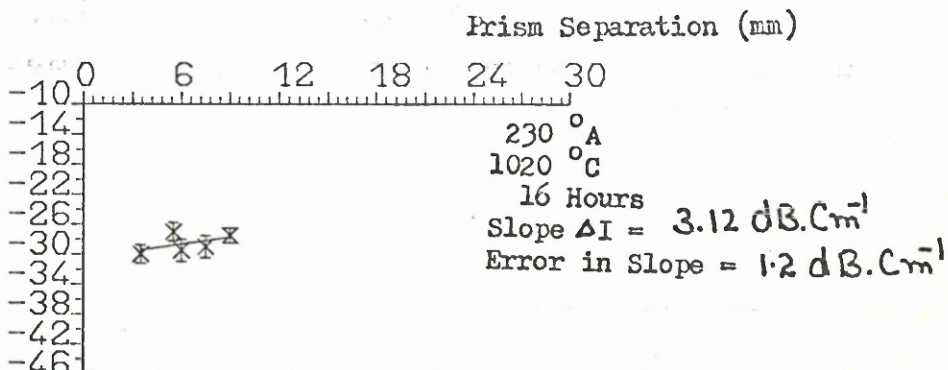 Prism Separation (mm)
0 6 12 18 24 30
-10
-14
-18
-22
-26
-30
-34
-38
-42
-46
230 °A
1020 °C
16 Hours
Slope ΔI = 3.12 dB.Cm⁻¹
Error in Slope = 1.2 dB.Cm⁻¹